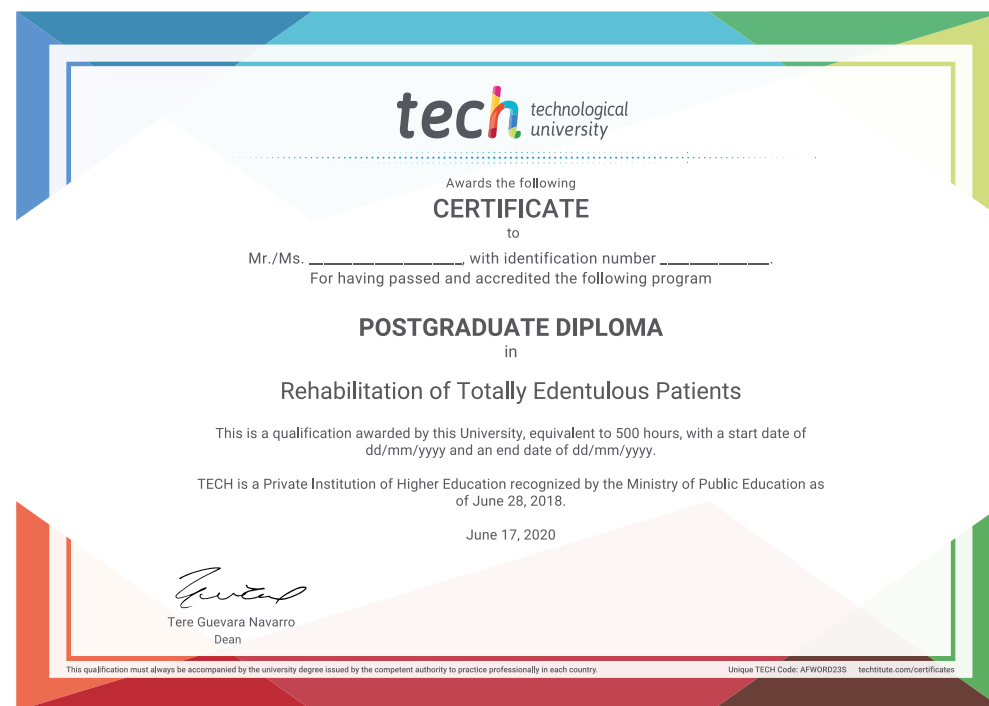 tech technological
university
Awards the following
CERTIFICATE
to
Mr./Ms. ____________________, with identification number ______________.
For having passed and accredited the following program
POSTGRADUATE DIPLOMA
in
Rehabilitation of Totally Edentulous Patients
This is a qualification awarded by this University, equivalent to 500 hours, with a start date of
dd/mm/yyyy and an end date of dd/mm/yyyy.
TECH is a Private Institution of Higher Education recognized by the Ministry of Public Education as
of June 28, 2018.
June 17, 2020
Tere Guevara Navarro
Dean
This qualification must always be accompanied by the university degree issued by the competent authority to practice professionally in each country.
Unique TECH Code: AFWORD23S techtitute.com/certificates